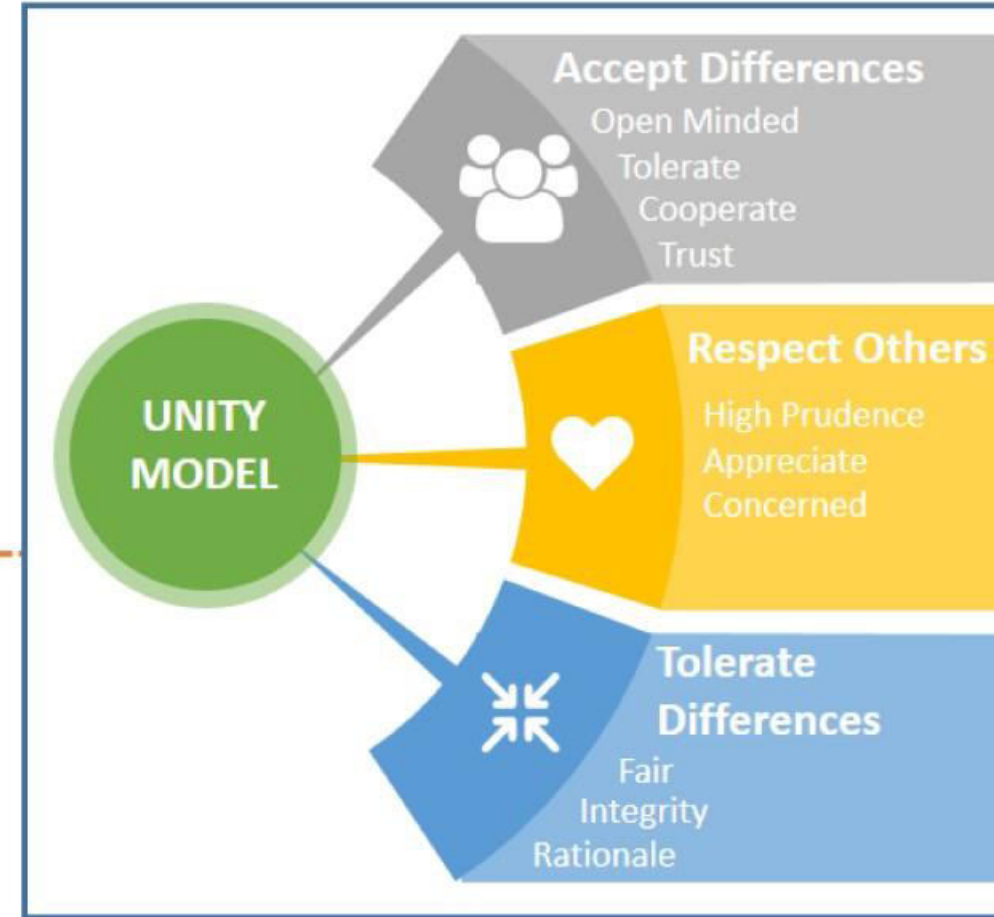 Accept Differences
Open Minded
Tolerate
Cooperate
Trust
UNITY
MODEL
Respect Others
High Prudence
Appreciate
Concerned
Tolerate
Differences
Fair
Integrity
Rationale